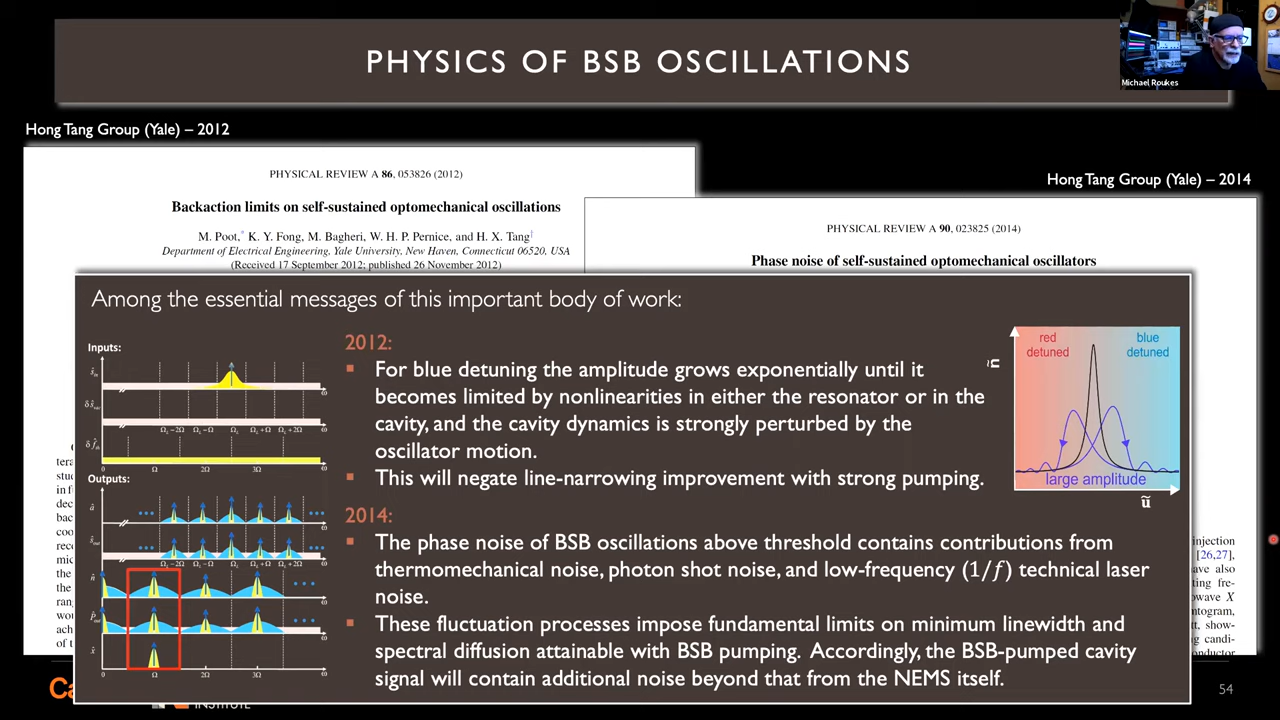 PHYSICS OF BSB OSCILLATIONS
Michael Roukes
Hong Tang Group (Yale) – 2012
Hong Tang Group (Yale) – 2014
PHYSICAL REVIEW A 86, 053826 (2012)
Backaction limits on self-sustained optomechanical oscillations
M. Poot,* K. Y. Fong, M. Bagheri, W. H. P. Pernice, and H. X. Tang†
Department of Electrical Engineering, Yale University, New Haven, Connecticut 06520, USA
(Received 17 September 2012; published 26 November 2012)
PHYSICAL REVIEW A 90, 023825 (2014)
Phase noise of self-sustained optomechanical oscillators
Among the essential messages of this important body of work:
Inputs:
Outputs:
2012:
For blue detuning the amplitude grows exponentially until it
becomes limited by nonlinearities in either the resonator or in the
cavity, and the cavity dynamics is strongly perturbed by the
oscillator motion.
This will negate line-narrowing improvement with strong pumping.
2014:
The phase noise of BSB oscillations above threshold contains contributions from
thermomechanical noise, photon shot noise, and low-frequency (1/f) technical laser
noise.
These fluctuation processes impose fundamental limits on minimum linewidth and
spectral diffusion attainable with BSB pumping. Accordingly, the BSB-pumped cavity
signal will contain additional noise beyond that from the NEMS itself.
red
detuned
blue
detuned
large amplitude
ũ
injection
[26,27],
INSTITUTE
54